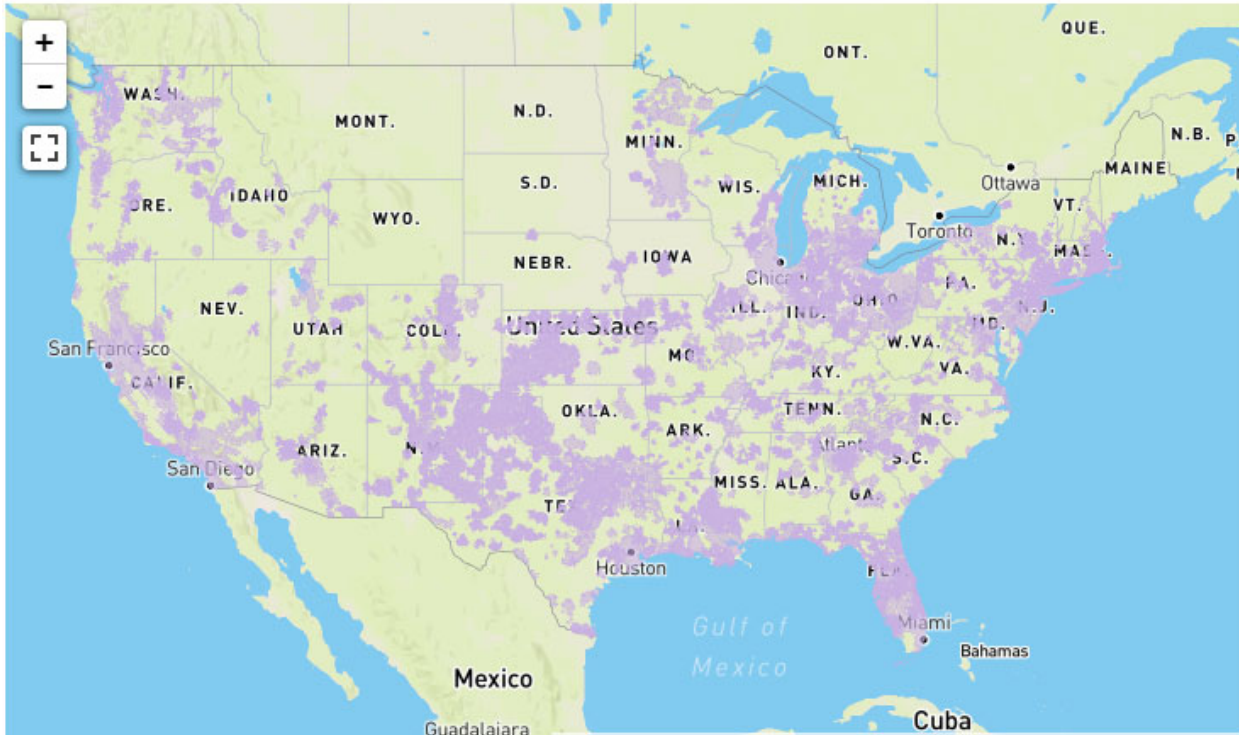 +
−
QUE.
ONT.
WASH.
MONT.
N.D.
MINN.
N.B.
MAINE
Ottawa
S.D.
WIS.
MICH.
VT.
IDAHO
ORE.
WYO.
Toronto
N.Y.
MASS.
NEBR.
IOWA
Chicago
PA.
NEV.
UTAH
COLO.
United States
ILL.
IND.
OHIO
MD.
N.J.
San Francisco
CALIF.
MO.
KY.
W.VA.
VA.
OKLA.
TENN.
N.C.
ARIZ.
N.M.
ARK.
Atlanta
S.C.
San Diego
MISS.
ALA.
GA.
TEX.
LA.
Houston
FLA.
Miami
Gulf of
Mexico
Bahamas
Mexico
Guadalajara
Cuba